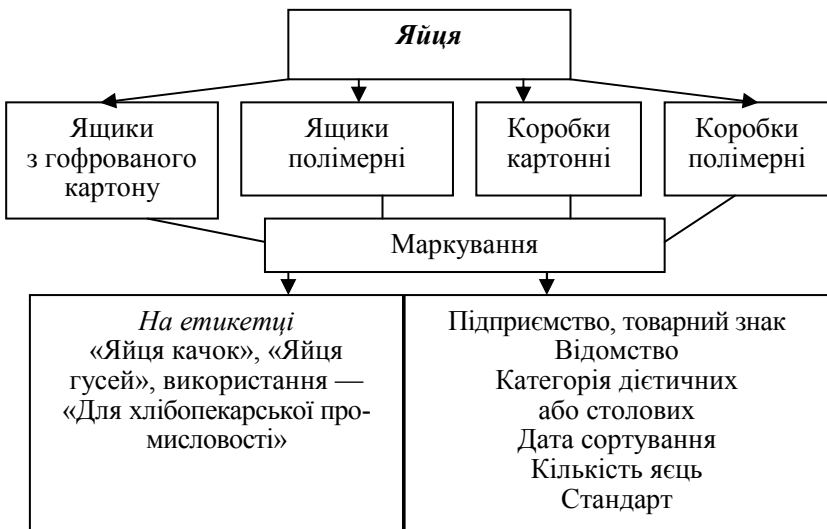 Яйця
Ящики
з гофрованого
картону
Ящики
полімерні
Коробки
картонні
Коробки
полімерні
Маркування
На етикетці
«Яйця качок», «Яйця
гусей», використання —
«Для хлібопекарської про-
мисловості»
Підприємство, товарний знак
Відомство
Категорія дієтичних
або столових
Дата сортування
Кількість яєць
Стандарт